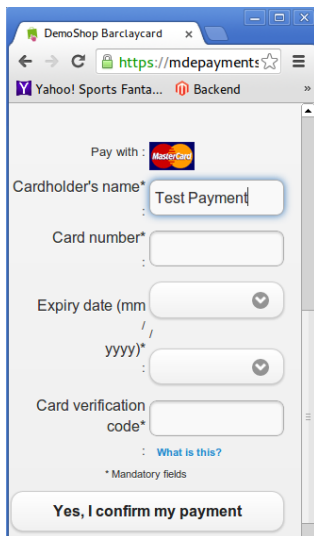 DemoShop Barclaycard
https://mdepayments
Yahoo! Sports Fanta... Backend »
Pay with : MasterCard
Cardholder's name*
: Test Payment
Card number*
:
Expiry date (mm
/ /
yyyy)*
:
Card verification
code*
: What is this?
* Mandatory fields
Yes, I confirm my payment